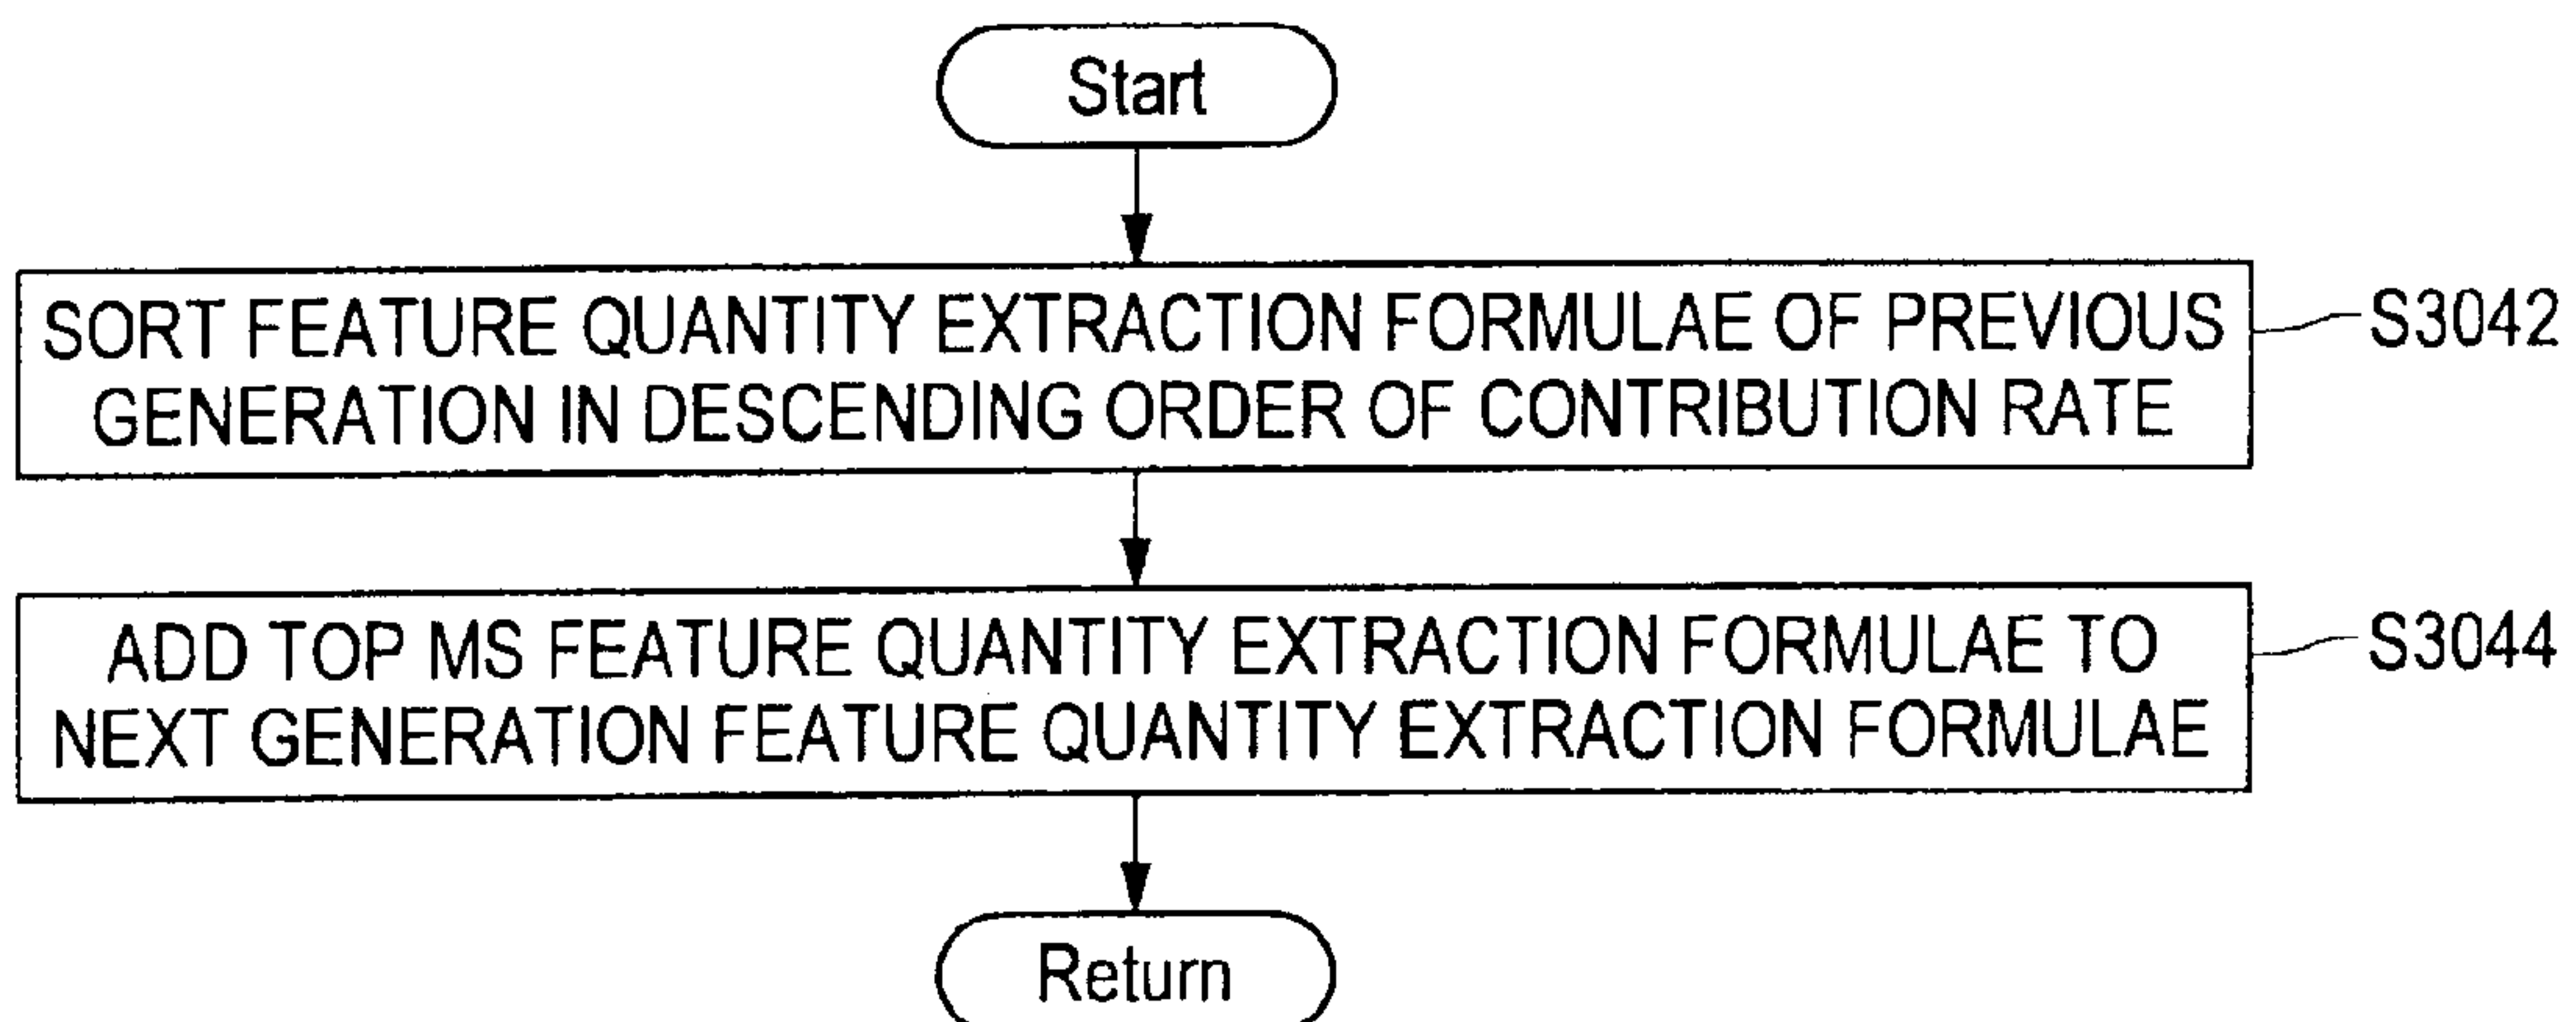 Start
SORT FEATURE QUANTITY EXTRACTION FORMULAE OF PREVIOUS
GENERATION IN DESCENDING ORDER OF CONTRIBUTION RATE
S3042
ADD TOP MS FEATURE QUANTITY EXTRACTION FORMULAE TO
NEXT GENERATION FEATURE QUANTITY EXTRACTION FORMULAE
S3044
Return